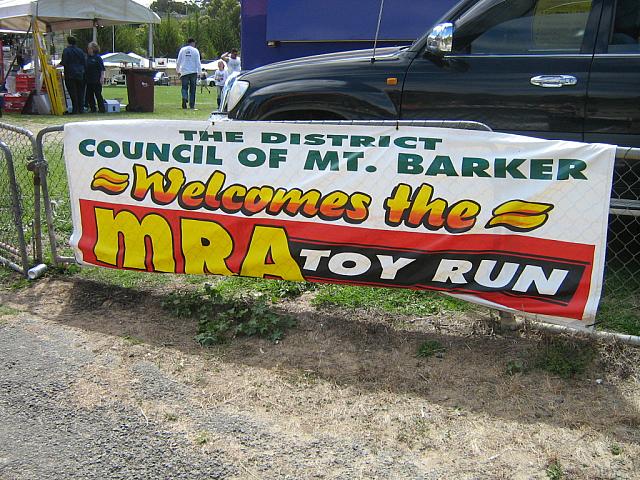 THE DISTRICT
COUNCIL OF MT. BARKER
Welcomes the
MRA TOY RUN